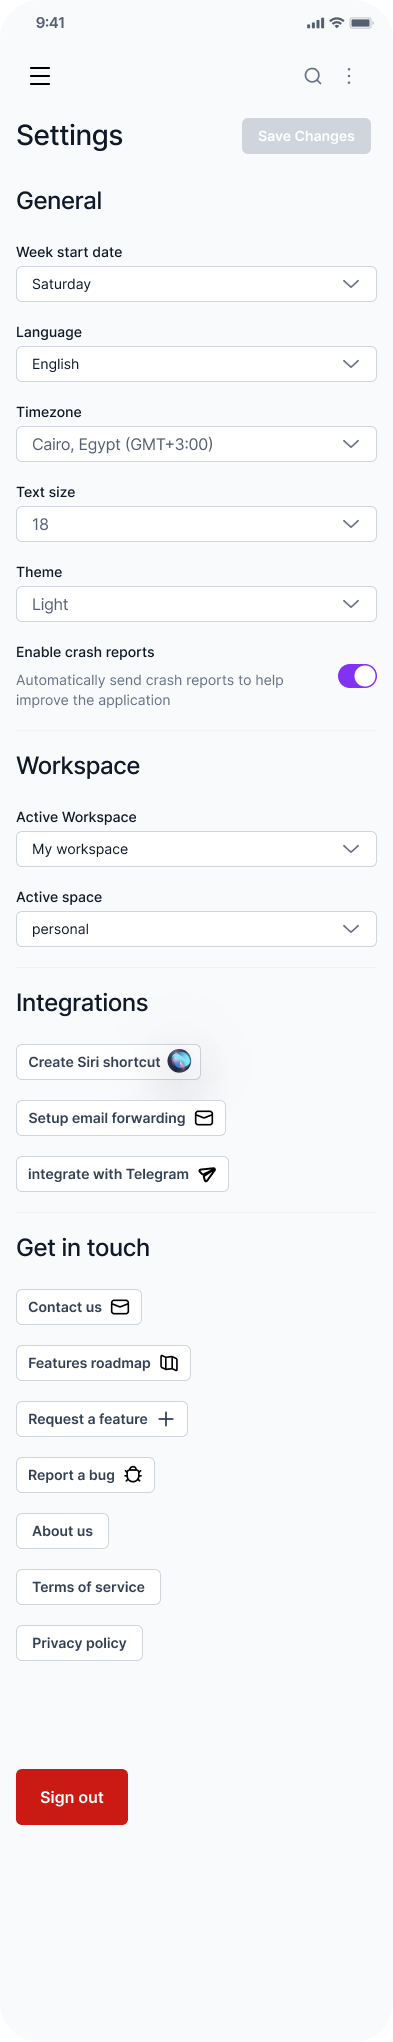 9:41
Settings
Save Changes
General
Week start date
Saturday
Language
English
Timezone
Cairo, Egypt (GMT+3:00)
Text size
18
Theme
Light
Enable crash reports
Automatically send crash reports to help
improve the application
Workspace
Active Workspace
My workspace
Active space
personal
Integrations
Create Siri shortcut
Setup email forwarding
integrate with Telegram
Get in touch
Contact us
Features roadmap
Request a feature
Report a bug
About us
Terms of service
Privacy policy
Sign out